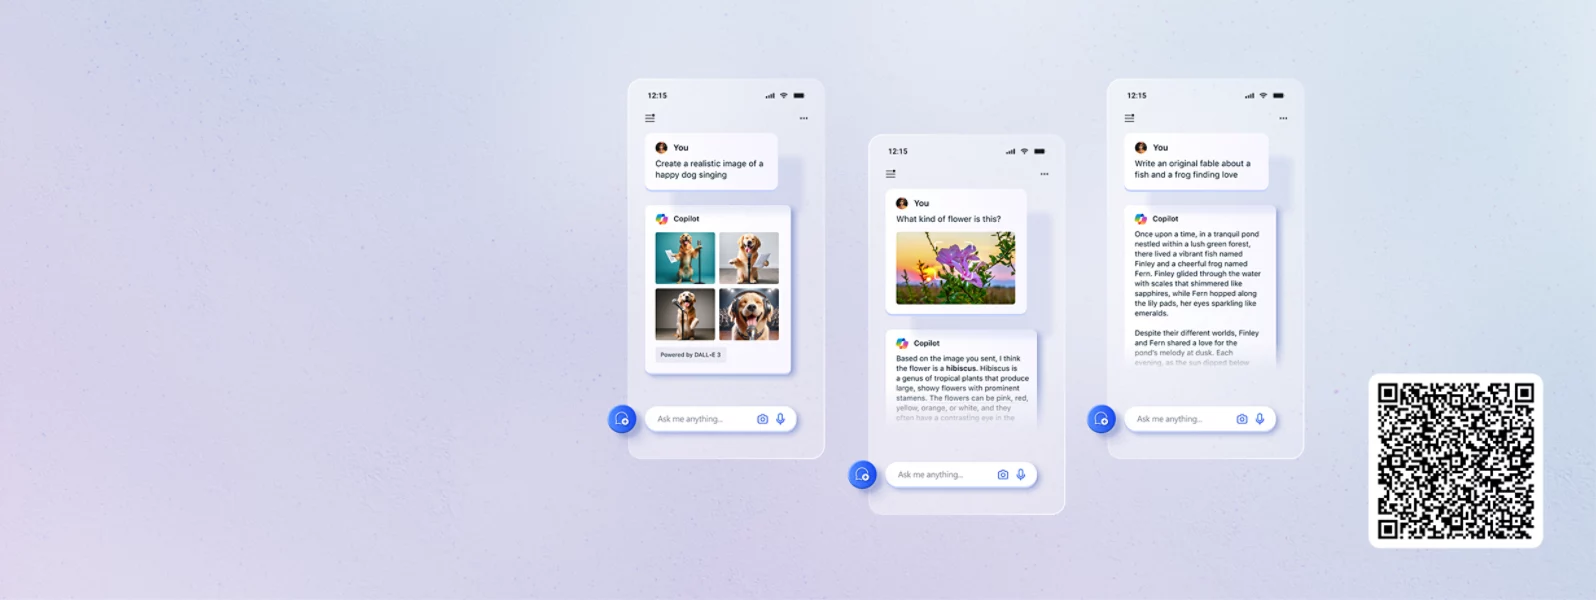 12:15
You
Create a realistic image of a
happy dog singing
Copilot
Powered by DALL•E 3
Ask me anything...
12:15
You
What kind of flower is this?
Copilot
Based on the image you sent, I think
the flower is a hibiscus. Hibiscus is
a genus of tropical plants that produce
large, showy flowers with prominent
stamens. The flowers can be pink, red,
yellow, orange, or white, and they
often have a contrasting eye in the
Ask me anything...
12:15
You
Write an original fable about a
fish and a frog finding love
Copilot
Once upon a time, in a tranquil pond
nestled within a lush green forest,
there lived a vibrant fish named
Finley and a cheerful frog named
Fern. Finley glided through the water
with scales that shimmered like
sapphires, while Fern hopped along
the lily pads, her eyes sparkling like
emeralds.
Despite their different worlds, Finley
and Fern shared a love for the
pond's melody at dusk. Each
evening, as the sun dipped below
Ask me anything...